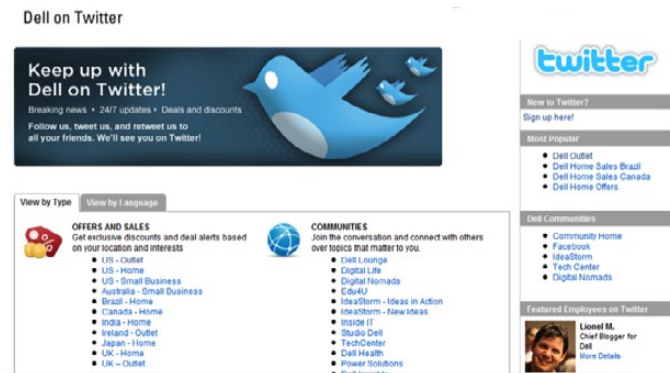 Dell on Twitter
Keep up with
Dell on Twitter!
Breaking news • 24/7 updates • Deals and discounts
Follow us, tweet us, and retweet us to
all your friends. We'll see you on Twitter!
twitter
New to Twitter?
Sign up here!
Most Popular
Dell Outlet
Dell Home Sales Brazil
Dell Home Sales Canada
Dell Home Offers
View by Type
View by Language
OFFERS AND SALES
Get exclusive discounts and deal alerts based
on your location and interests
US - Outlet
US - Home
US - Small Business
Australia - Small Business
Brazil - Home
Canada - Home
India - Home
Ireland - Outlet
Japan - Home
UK - Home
UK – Outlet
COMMUNITIES
Join the conversation and connect with others
over topics that matter to you.
Dell Lounge
Digital Life
Digital Nomads
Edu4U
IdeaStorm - Ideas in Action
IdeaStorm - New Ideas
Inside IT
Studio Dell
TechCenter
Dell Health
Power Solutions
Dell Communities
Community Home
Facebook
IdeaStorm
Tech Center
Digital Nomads
Featured Employees on Twitter
Lionel M.
Chief Blogger for
Dell
More Details